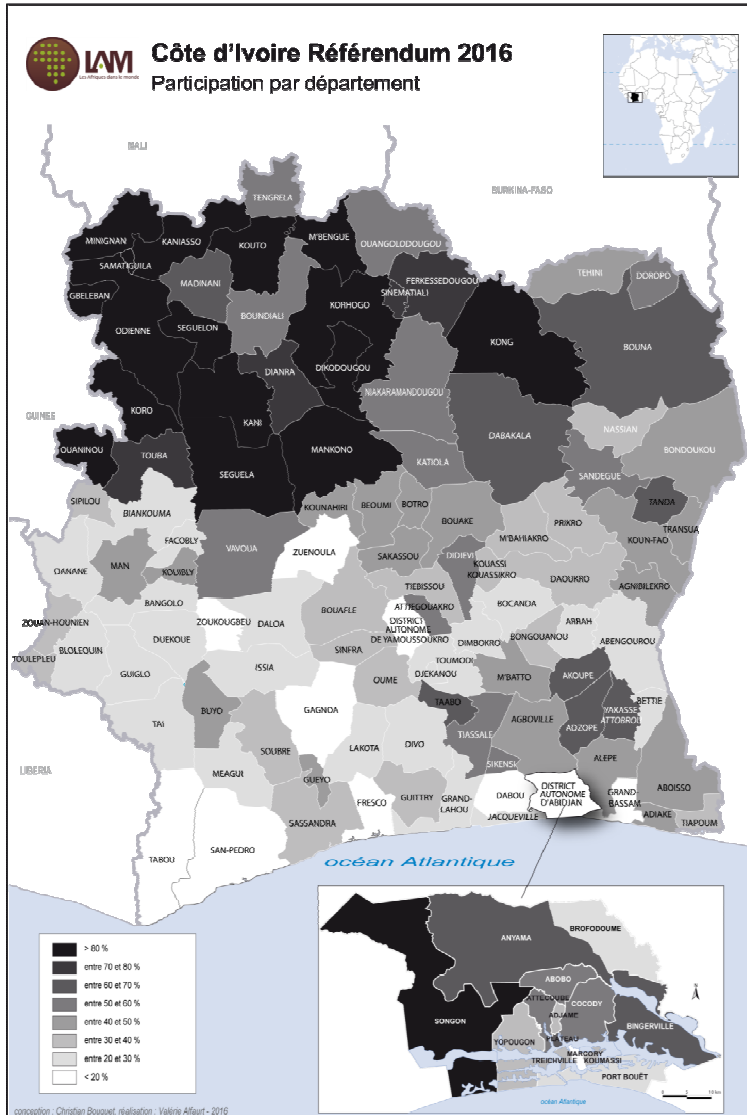 LAM
Les Afriques dans le monde
Côte d'Ivoire Référendum 2016
Participation par département
MALI
BURKINA-FASO
TENGRELA
MINIGNAN
KANIASSO
KOUTO
M'BENGUE
OUANGOLODOUGOU
SAMATIGUILA
MADINANI
FERKESSEDOUGOU
TEHINI
DOROPO
GBELEBAN
SINEMATIALI
BOUNDIALI
KORHOGO
ODIENNE
SEGUELON
KONG
BOUNA
DIANRA
DIKODOUGOU
NIAKARAMANDOUGOU
GUINEE
KORO
KANI
DABAKALA
NASSIAN
OUANINOU
TOUBA
MANKONO
BONDOUKOU
SEGUELA
KATIOLA
SANDEGUE
SIPILOU
BIANKOUMA
KOUNAHIRI
BEOUMI
BOTRO
TANDA
BOUAKE
PRIKRO
TRANSUA
FACOBLY
VAVOUA
ZUENOULA
M'BAHIAKRO
KOUN-FAO
DANANE
MAN
KOUIBLY
SAKASSOU
DIDIEVI
KOUASSI
KOUASSIKRO
TIEBISSOU
DAOUKRO
AGNIBILEKRO
BANGOLO
BOUAFLE
ATTIEGOUAKRO
BOCANDA
ZOUAN-HOUNIEN
ZOUKOUGBEU
DALOA
DISTRICT
AUTONOME
DE YAMOUSSOUKRO
ARRAH
DUEKOUE
DIMBOKRO
BONGOUANOU
ABENGOUROU
TOULEPLEU
BLOLEQUIN
SINFRA
TOUMODI
GUIGLO
ISSIA
OUME
DJEKANOU
M'BATTO
AKOUPE
TAABO
BETTIE
TAI
BUYO
GAGNOA
AGBOVILLE
YAKASSE
ATTOBROU
ADZOPE
TIASSALE
SOUBRE
LAKOTA
DIVO
LIBERIA
MEAGUI
SIKENSI
ALEPE
GUEYO
DISTRICT
AUTONOME
D'ABIDJAN
ABOISSO
FRESCO
GUITTRY
GRAND-
LAHOU
DABOU
GRAND-
BASSAM
SASSANDRA
JACQUEVILLE
ADIAKE
TIAPOUM
TABOU
SAN-PEDRO
océan Atlantique
BROFODOUME
ANYAMA
ABOBO
ATTECOUBE
COCODY
ADJAME
SONGON
BINGERVILLE
YOPOUGON
PLATEAU
MARCORY
TREICHVILLE
KOUMASSI
PORT BOUËT
N
océan Atlantique
> 80 %
entre 70 et 80 %
entre 60 et 70 %
entre 50 et 60 %
entre 40 et 50 %
entre 30 et 40 %
entre 20 et 30 %
< 20 %
conception : Christian Bouquet, réalisation : Valérie Alfaurt - 2016